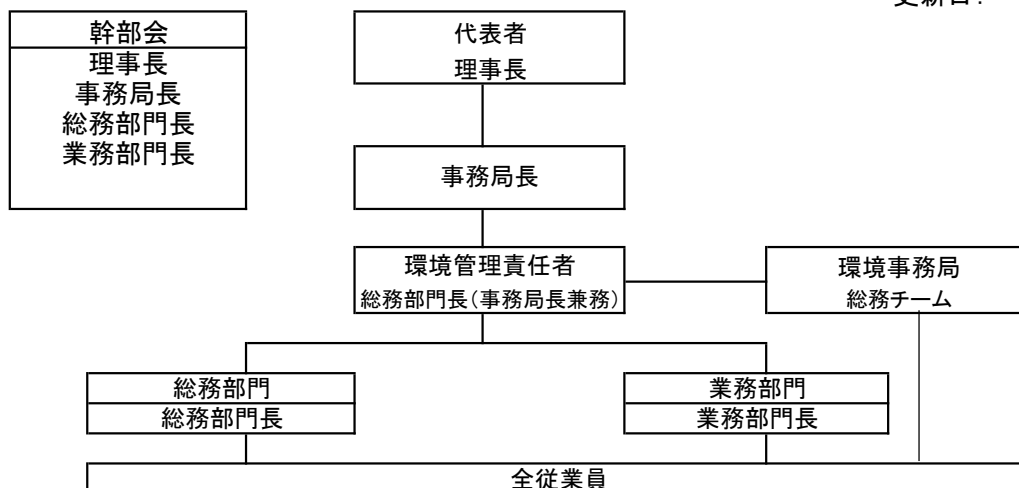 更新日:
幹部会
理事長
事務局長
総務部門長
業務部門長
代表者
理事長
事務局長
環境管理責任者
総務部門長(事務局長兼務)
環境事務局
総務チーム
総務部門
総務部門長
業務部門
業務部門長
全従業員